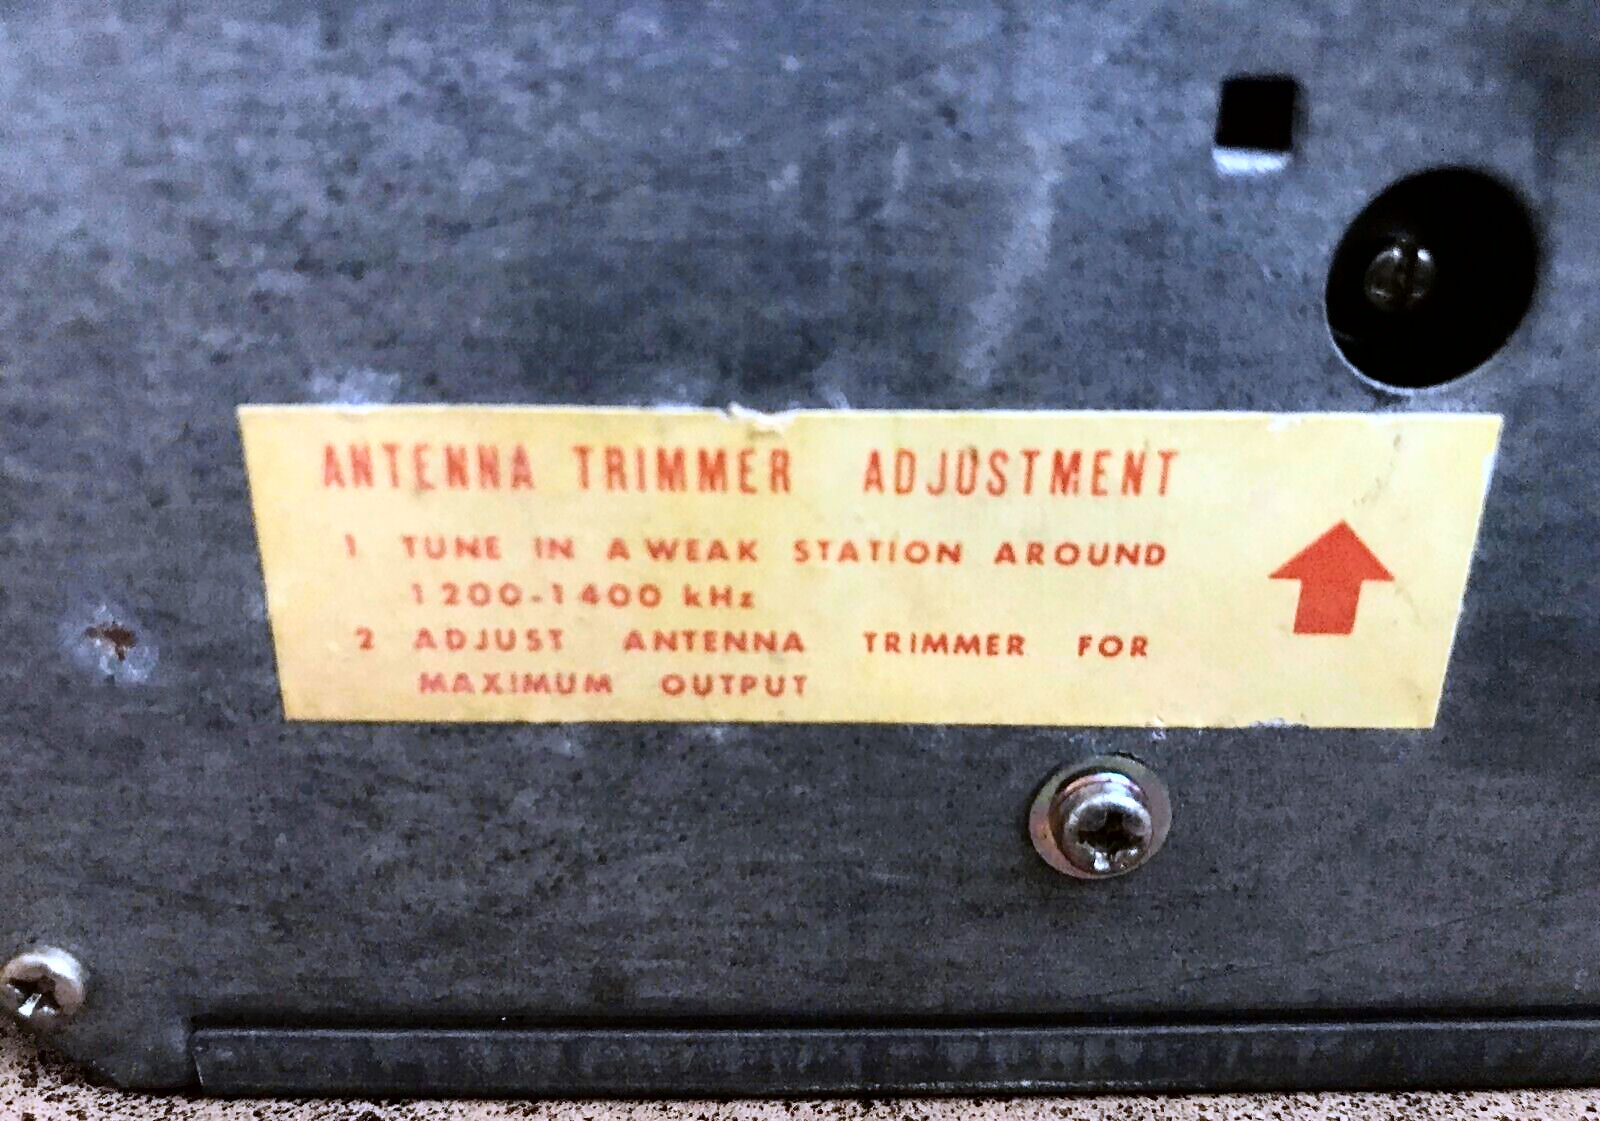 ANTENNA TRIMMER ADJUSTMENT
1 TUNE IN A WEAK STATION AROUND
1200-1400 kHz
2 ADJUST ANTENNA TRIMMER FOR
MAXIMUM OUTPUT